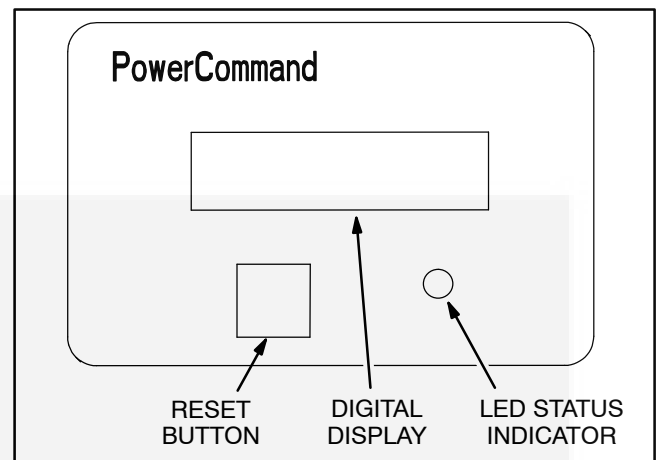 PowerCommand
RESET
BUTTON
DIGITAL
DISPLAY
LED STATUS
INDICATOR